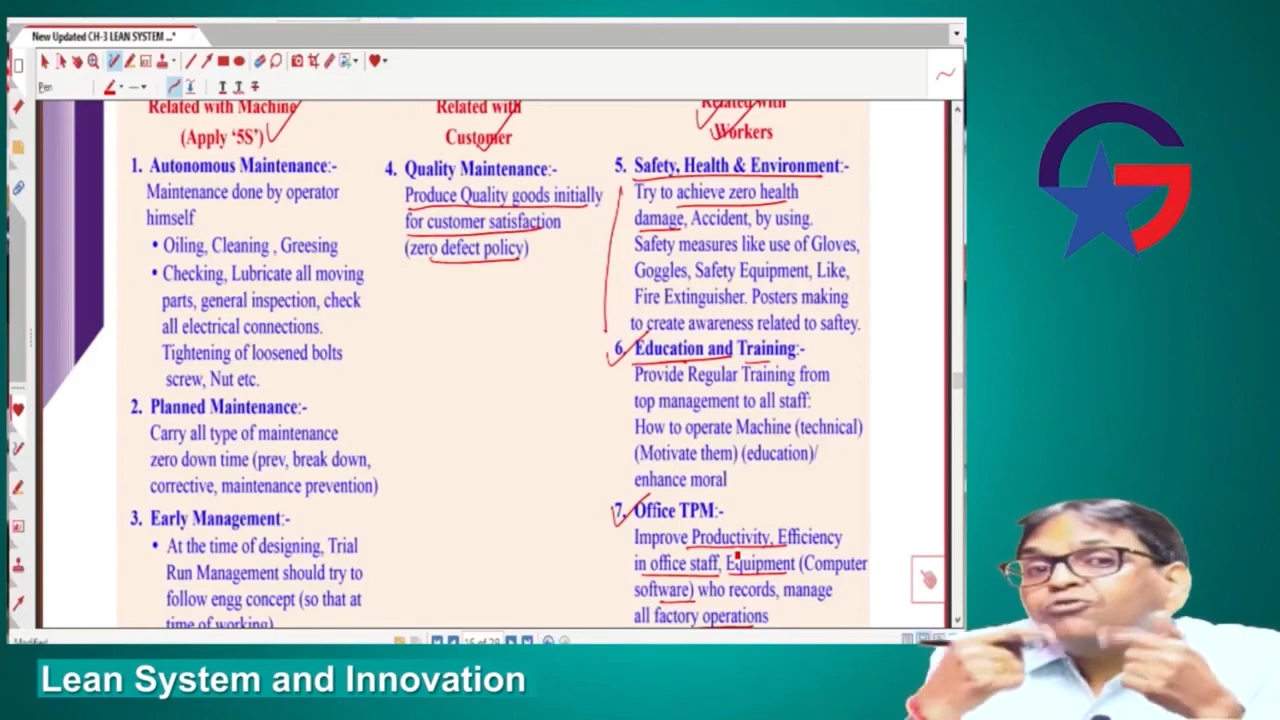 New Updated CH-3 LEAN SYSTEM ...*
Pen
Related with Machine
(Apply ‘5S’)
1. Autonomous Maintenance:-
Maintenance done by operator
himself
• Oiling, Cleaning , Greesing
• Checking, Lubricate all moving
parts, general inspection, check
all electrical connections.
Tightening of loosened bolts
screw, Nut etc.
2. Planned Maintenance:-
Carry all type of maintenance
zero down time (prev, break down,
corrective, maintenance prevention)
3. Early Management:-
• At the time of designing, Trial
Run Management should try to
follow engg concept (so that at
time of working)
Related with
Customer
4. Quality Maintenance:-
Produce Quality goods initially
for customer satisfaction
(zero defect policy)
Related with
Workers
5. Safety, Health & Environment:-
Try to achieve zero health
damage, Accident, by using.
Safety measures like use of Gloves,
Goggles, Safety Equipment, Like,
Fire Extinguisher. Posters making
to create awareness related to saftey.
6. Education and Training:-
Provide Regular Training from
top management to all staff:
How to operate Machine (technical)
(Motivate them) (education)/
enhance moral
7. Office TPM:-
Improve Productivity, Efficiency
in office staff, Equipment (Computer
software) who records, manage
all factory operations
Modified
Lean System and Innovation